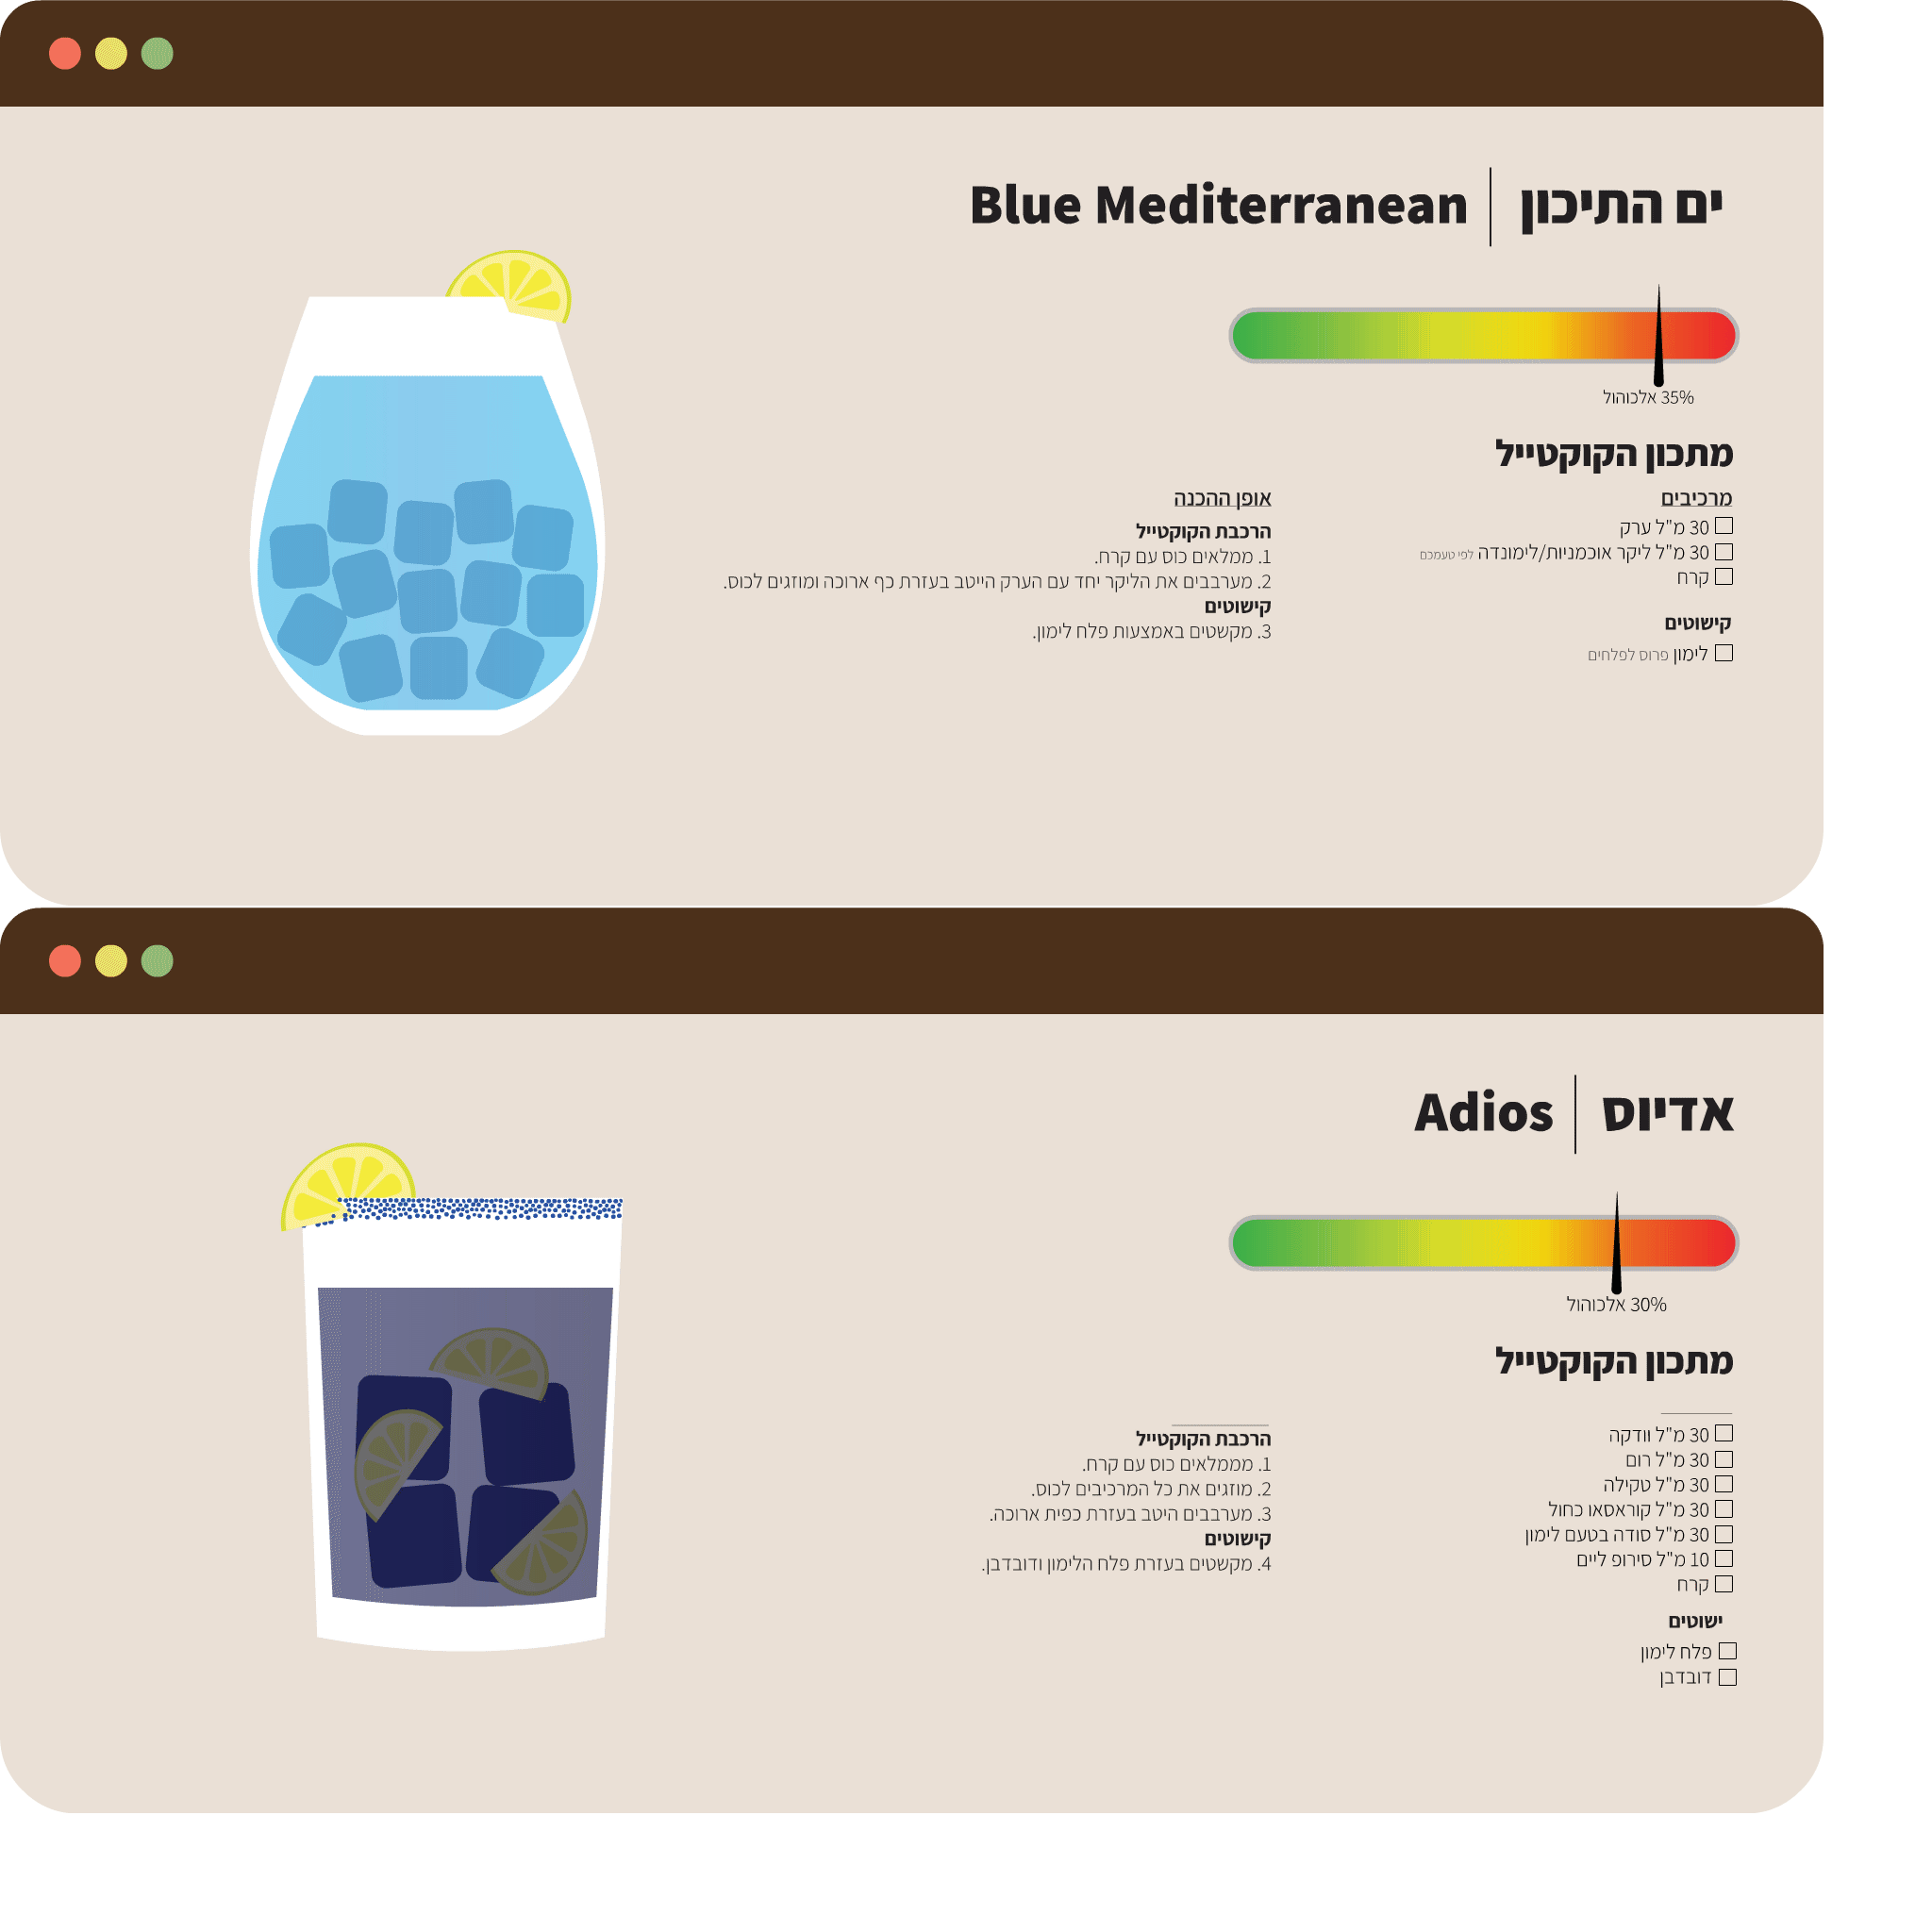 ים התיכון | Blue Mediterranean
35% אלכוהול
מתכון הקוקטייל
מרכיבים
30 מ"ל ערק
30 מ"ל ליקר אוכמניות/לימונדה לפי טעמכם
קרח
קישוטים
לימון פרוס לפלחים
אופן ההכנה
הרכבת הקוקטייל
1. ממלאים כוס עם קרח.
2. מערבבים את הליקר יחד עם הערק הייטב בעזרת כף ארוכה ומוזגים לכוס.
קישוטים
3. מקשטים באמצעות פלח לימון.
אדיוס | Adios
30% אלכוהול
מתכון הקוקטייל
30 מ"ל וודקה
30 מ"ל רום
30 מ"ל טקילה
30 מ"ל קוראסאו כחול
30 מ"ל סודה בטעם לימון
10 מ"ל סירופ ליים
קרח
ישוטים
פלח לימון
דובדבן
הרכבת הקוקטייל
1. מממלאים כוס עם קרח.
2. מוזגים את כל המרכיבים לכוס.
3. מערבבים היטב בעזרת כפית ארוכה.
קישוטים
4. מקשטים בעזרת פלח הלימון ודובדבן.